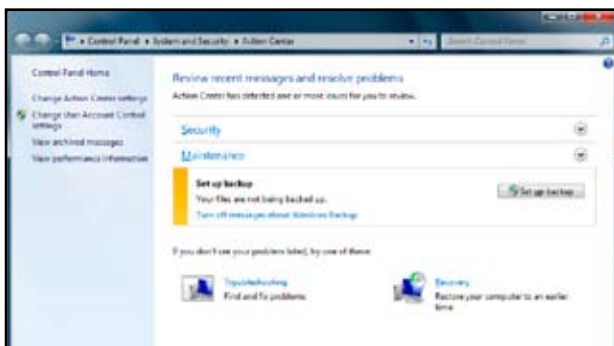 Control Panel ▸ System and Security ▸ Action Center
Search Control Panel
Control Panel Home
Change Action Center settings
Change User Account Control
settings
View archived messages
View performance information
Review recent messages and resolve problems
Action Center has detected one or more issues for you to review.
Security
Maintenance
Set up backup
Your files are not being backed up.
Turn off messages about Windows Backup
Set up backup
If you don't see your problem listed, try one of these:
Troubleshooting
Find and fix problems
Recovery
Restore your computer to an earlier
time